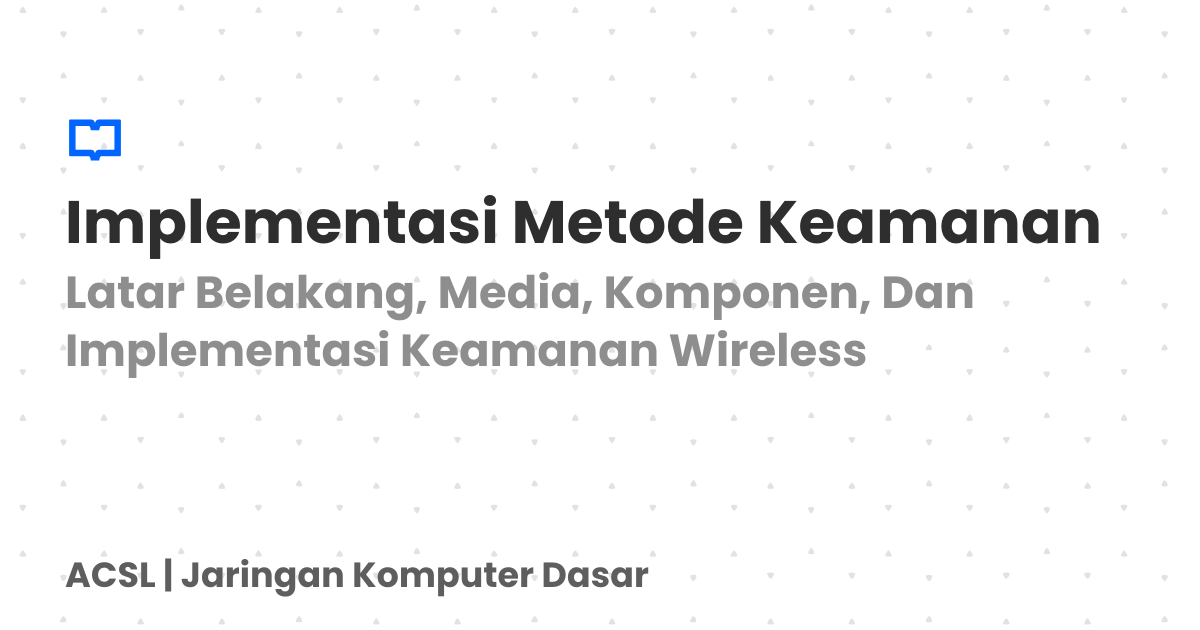 Implementasi Metode Keamanan
Latar Belakang, Media, Komponen, Dan
Implementasi Keamanan Wireless
ACSL | Jaringan Komputer Dasar